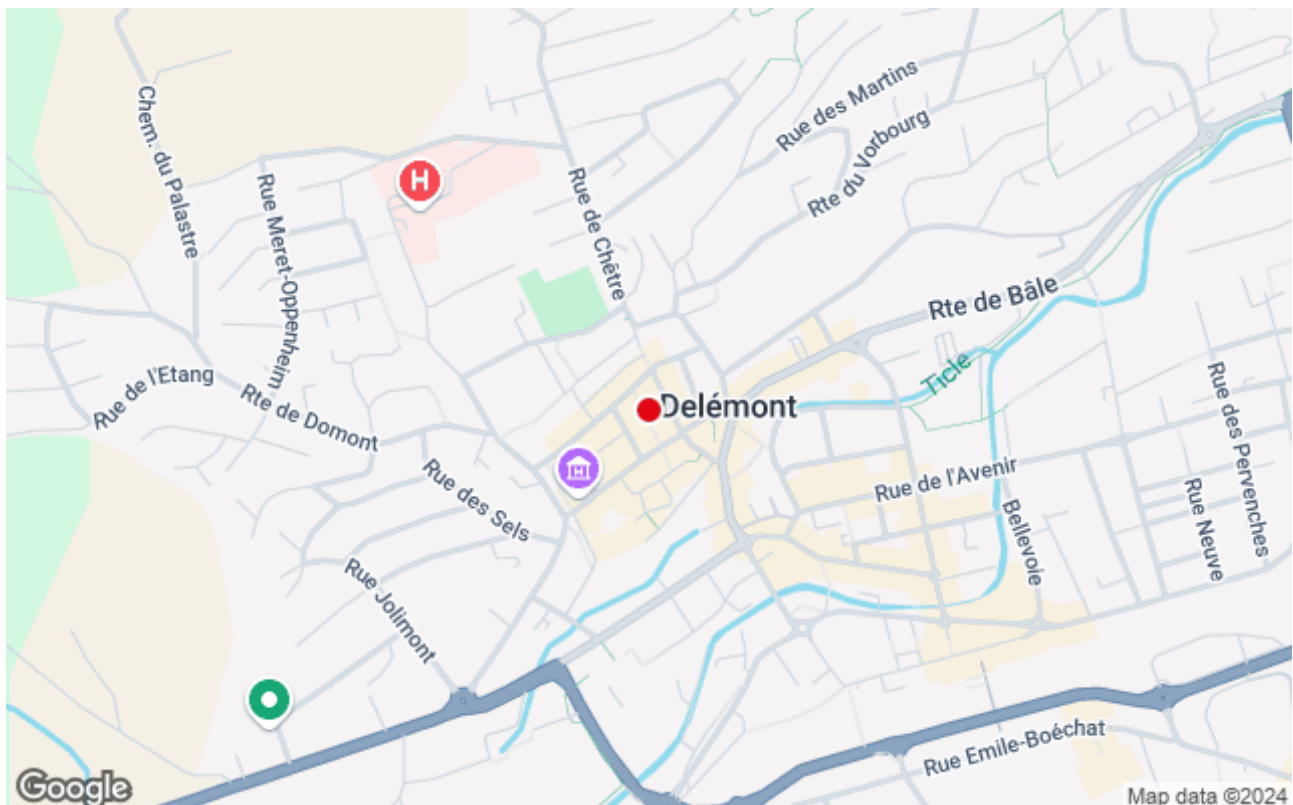 Rue des Martins
Chem. du Palastre
H
Rte du Vorbourg
Rue Meret-Oppenheim
Rue de Chêtre
Rte de Bâle
Ticle
Rue de l'Etang
Rte de Domont
Delémont
Rue des Pervenches
Rue de l'Avenir
Rue des Sels
Rue Neuve
Bellevoie
H
Rue Jolimont
Rue Emile-Boéchat
Google
Map data ©2024